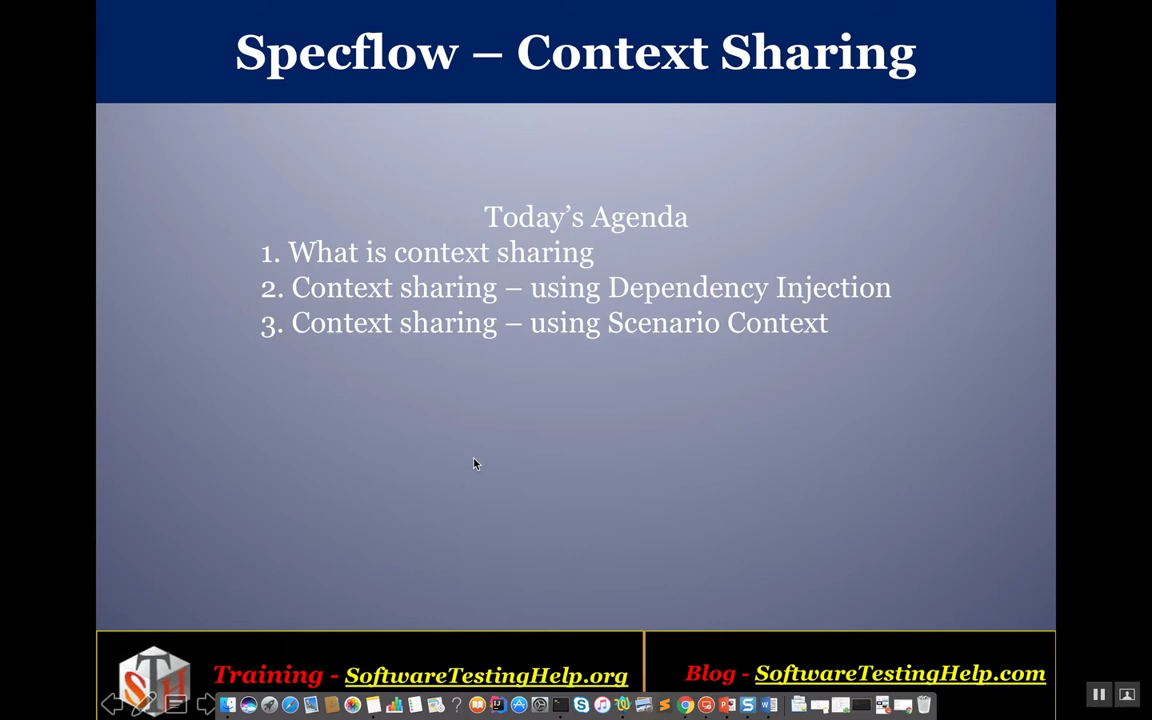 Specflow – Context Sharing
Today’s Agenda
1. What is context sharing
2. Context sharing – using Dependency Injection
3. Context sharing – using Scenario Context
Training - SoftwareTestingHelp.org
Blog - SoftwareTestingHelp.com